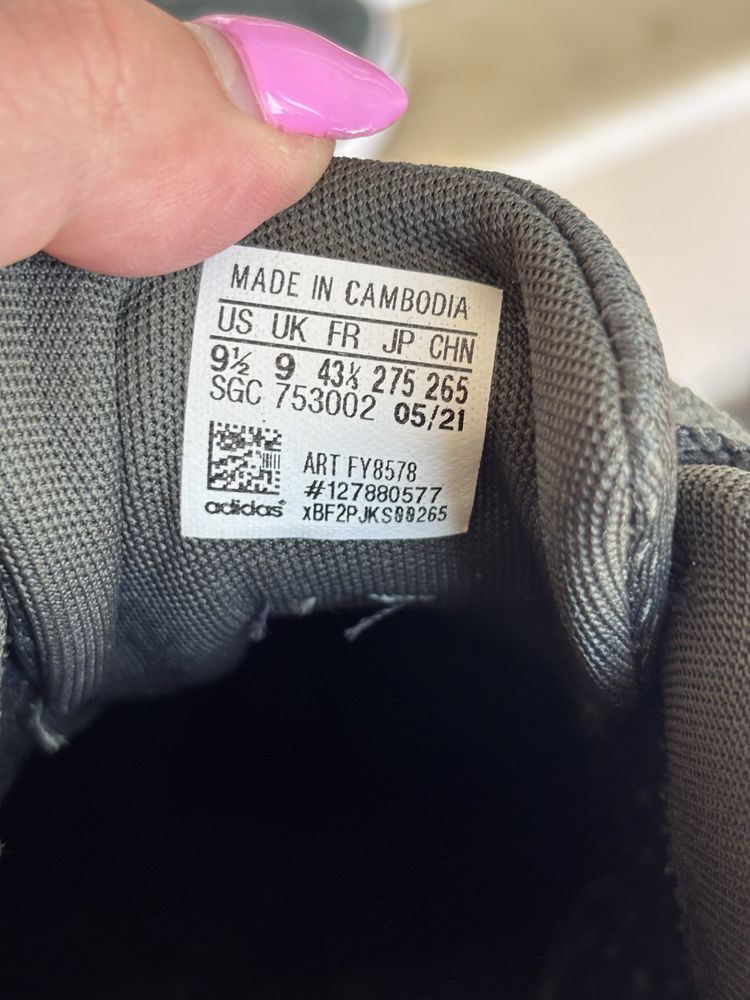 MADE IN CAMBODIA
US UK FR JP CHN
9½ 9 43⅓ 275 265
SGC 753002 05/21
ART FY8578
#127880577
adidas xBF2PJKS00265